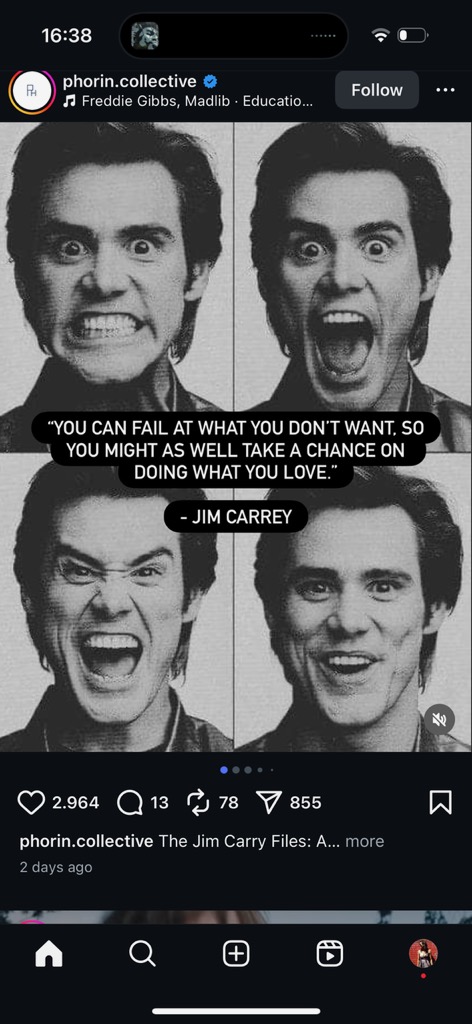 16:38
phorin.collective
Freddie Gibbs, Madlib · Educatio...
Follow
“YOU CAN FAIL AT WHAT YOU DON’T WANT, SO
YOU MIGHT AS WELL TAKE A CHANCE ON
DOING WHAT YOU LOVE.”
- JIM CARREY
2.964
13
78
855
phorin.collective The Jim Carry Files: A... more
2 days ago